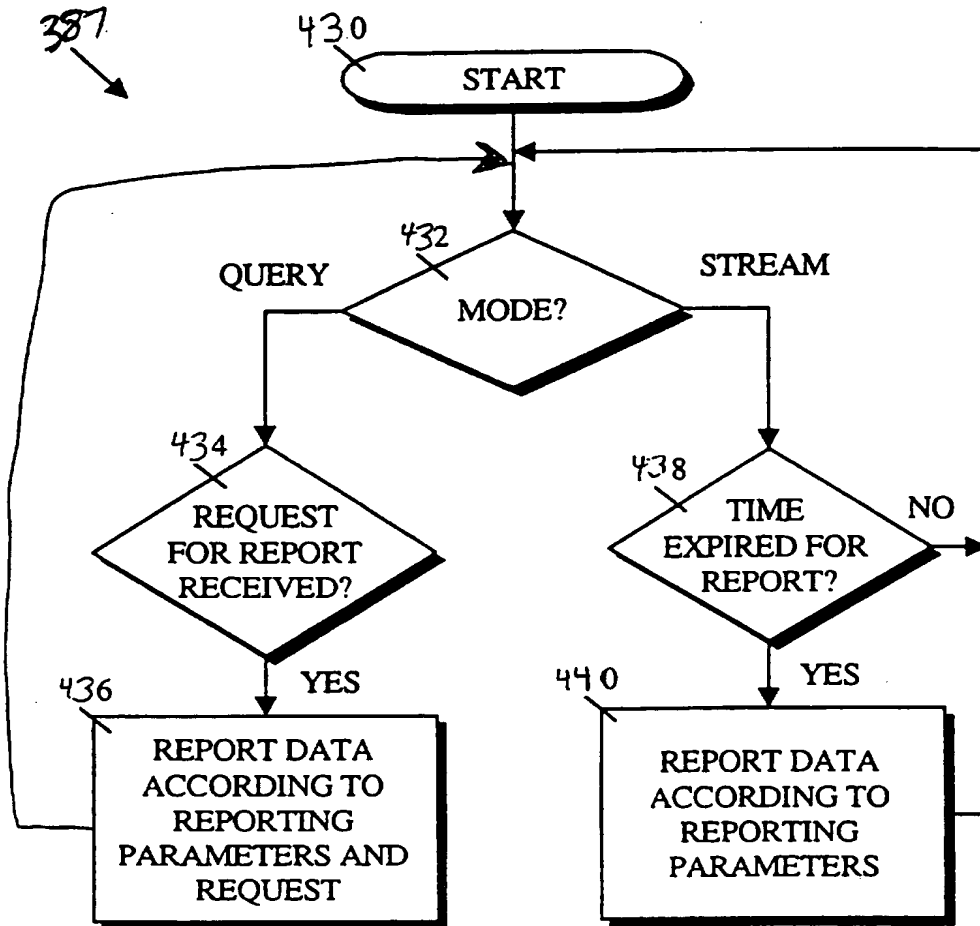 387
430
START
432
QUERY
STREAM
MODE?
434
REQUEST
FOR REPORT
RECEIVED?
438
TIME
EXPIRED FOR
REPORT?
NO
YES
YES
436
REPORT DATA
ACCORDING TO
REPORTING
PARAMETERS AND
REQUEST
440
REPORT DATA
ACCORDING TO
REPORTING
PARAMETERS